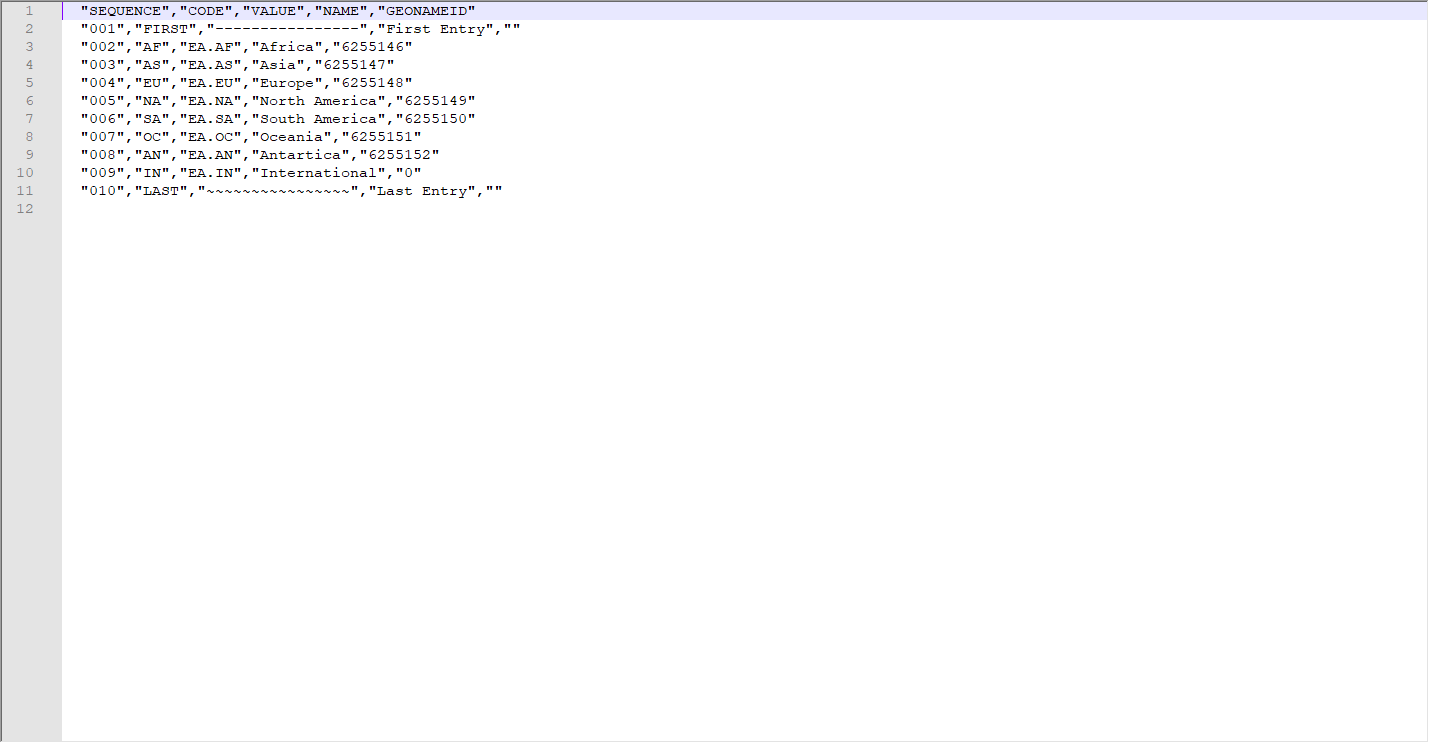 1 "SEQUENCE","CODE","VALUE","NAME","GEONAMEID"
2 "001","FIRST","----------------","First Entry",""
3 "002","AF","EA.AF","Africa","6255146"
4 "003","AS","EA.AS","Asia","6255147"
5 "004","EU","EA.EU","Europe","6255148"
6 "005","NA","EA.NA","North America","6255149"
7 "006","SA","EA.SA","South America","6255150"
8 "007","OC","EA.OC","Oceania","6255151"
9 "008","AN","EA.AN","Antartica","6255152"
10 "009","IN","EA.IN","International","0"
11 "010","LAST","~~~~~~~~~~~~~~~~","Last Entry",""
12